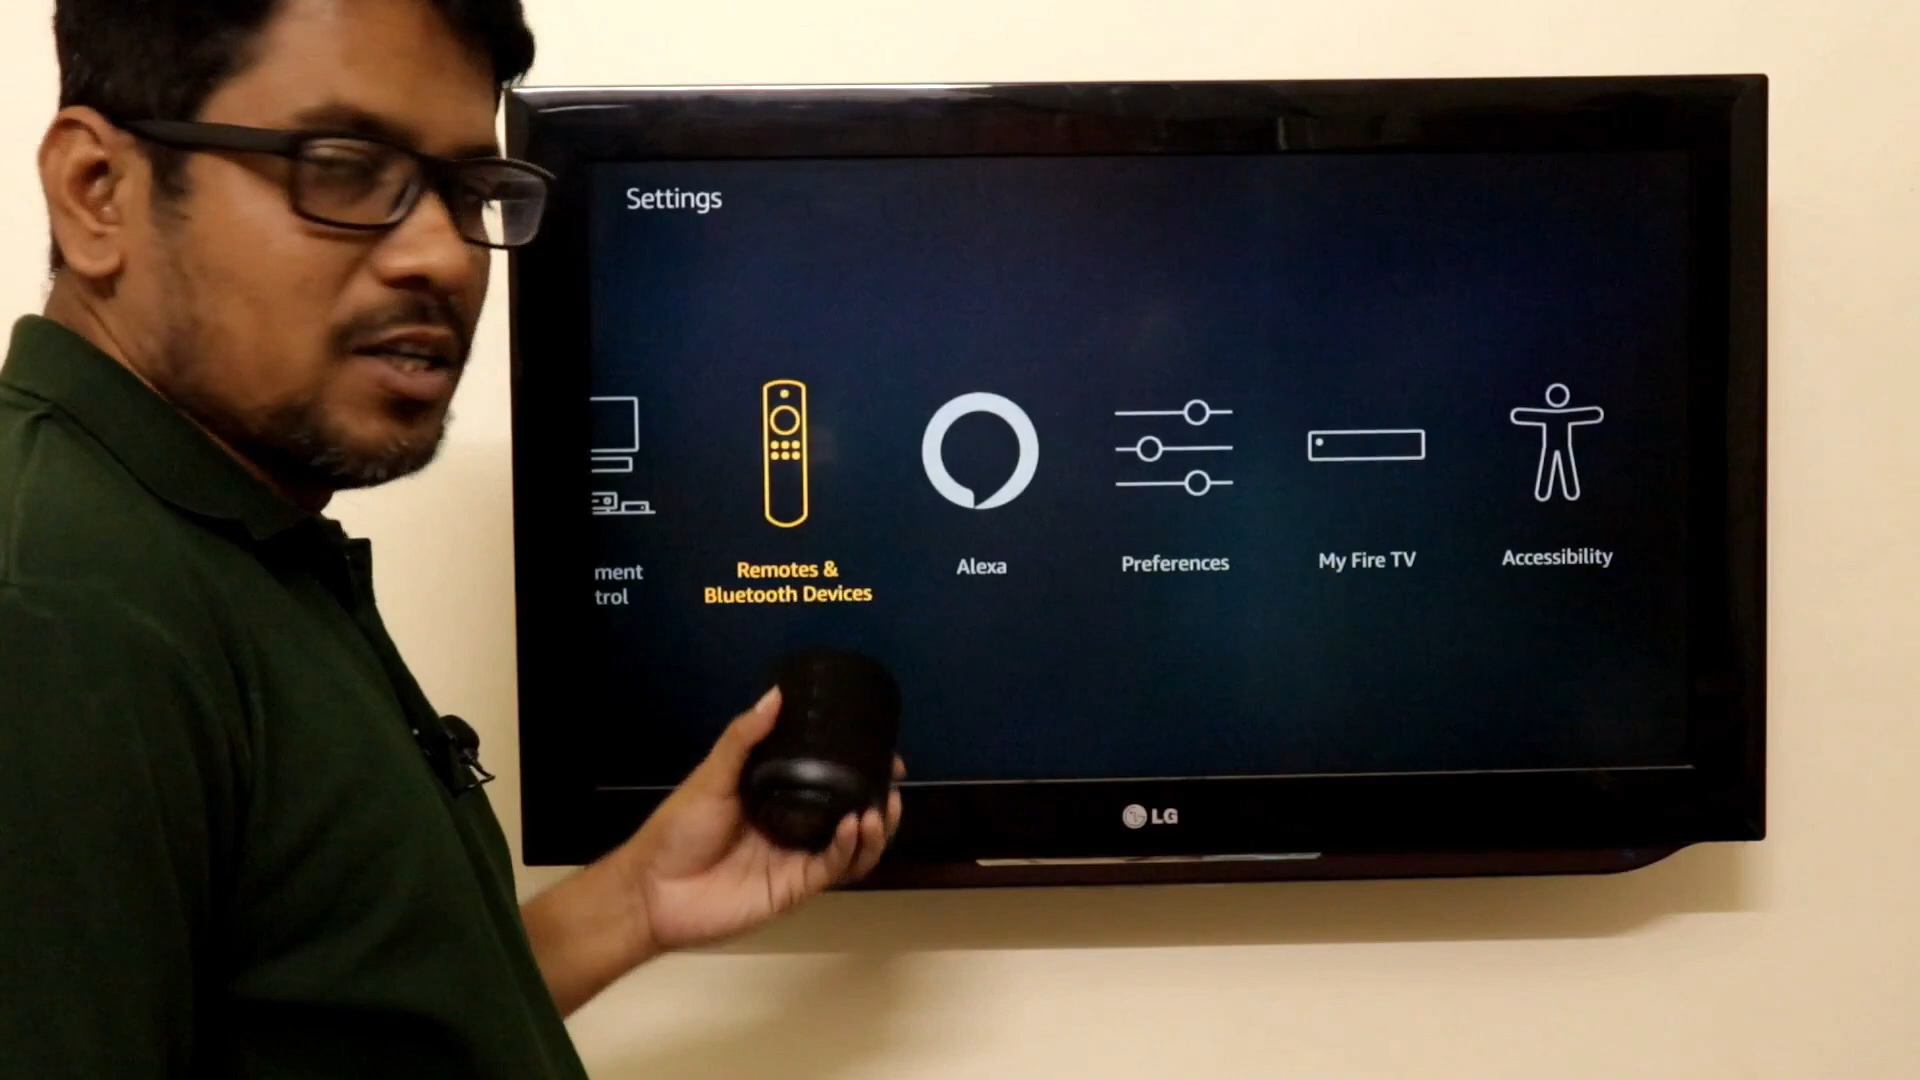 Settings
ment
trol
Remotes &
Bluetooth Devices
Alexa
Preferences
My Fire TV
Accessibility
LG